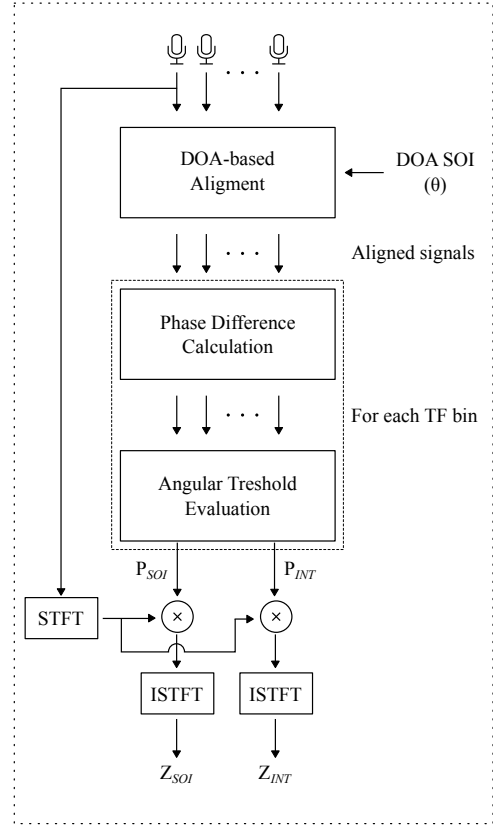 DOA-based
Aligment
DOA SOI
(θ)
Aligned signals
Phase Difference
Calculation
For each TF bin
Angular Treshold
Evaluation
P_SOI
P_INT
STFT
×
×
ISTFT
ISTFT
Z_SOI
Z_INT